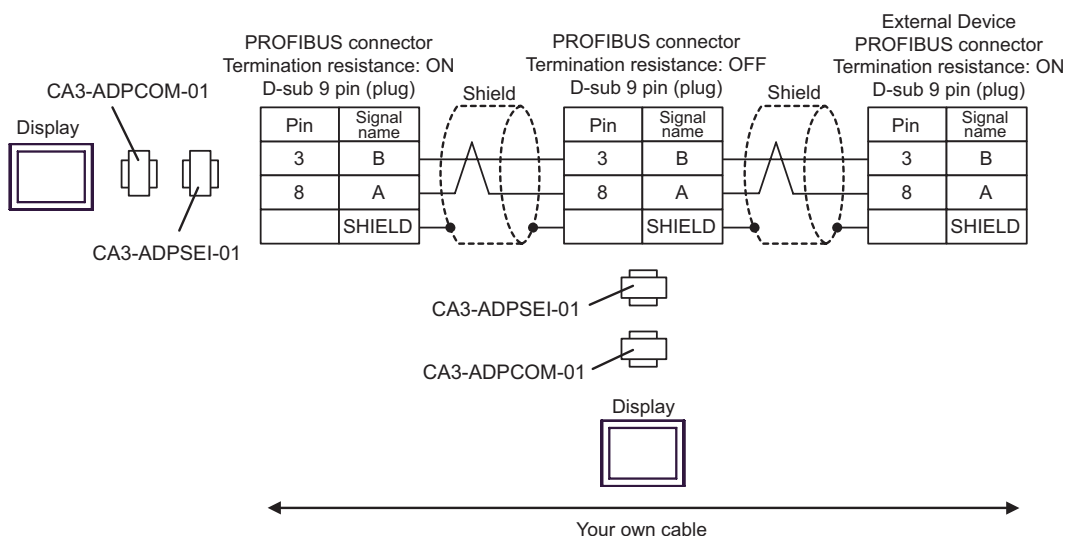 External Device
PROFIBUS connector
Termination resistance: ON
D-sub 9 pin (plug)
PROFIBUS connector
Termination resistance: OFF
D-sub 9 pin (plug)
PROFIBUS connector
Termination resistance: ON
D-sub 9 pin (plug)
CA3-ADPCOM-01
Display
CA3-ADPSEI-01
Shield
Shield
Pin Signal name
3 B
8 A
SHIELD
Pin Signal name
3 B
8 A
SHIELD
Pin Signal name
3 B
8 A
SHIELD
CA3-ADPSEI-01
CA3-ADPCOM-01
Display
Your own cable